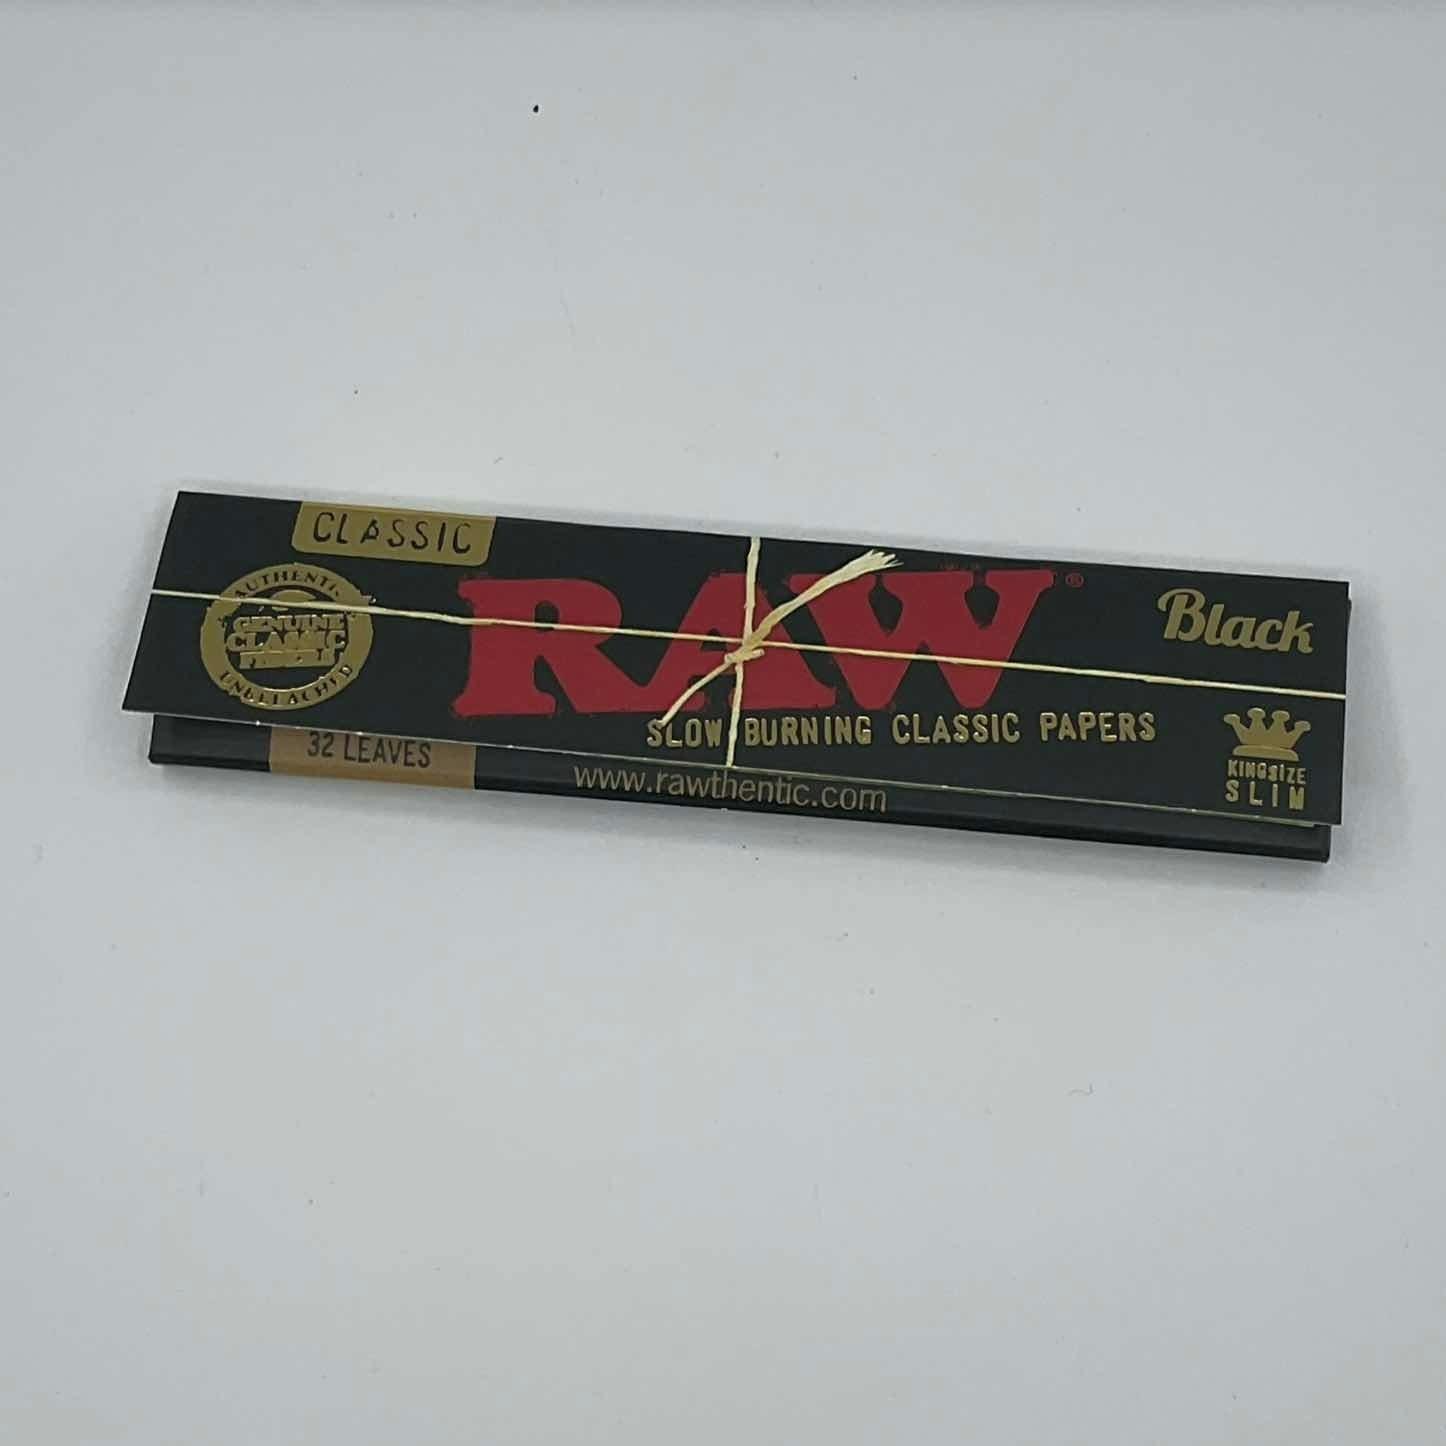 CLASSIC
AUTHENTIC
GENUINE
CLASSIC
UNBLEACHED
RAW®
Black
SLOW BURNING CLASSIC PAPERS
KINGSIZE
SLIM
32 LEAVES
www.rawthentic.com